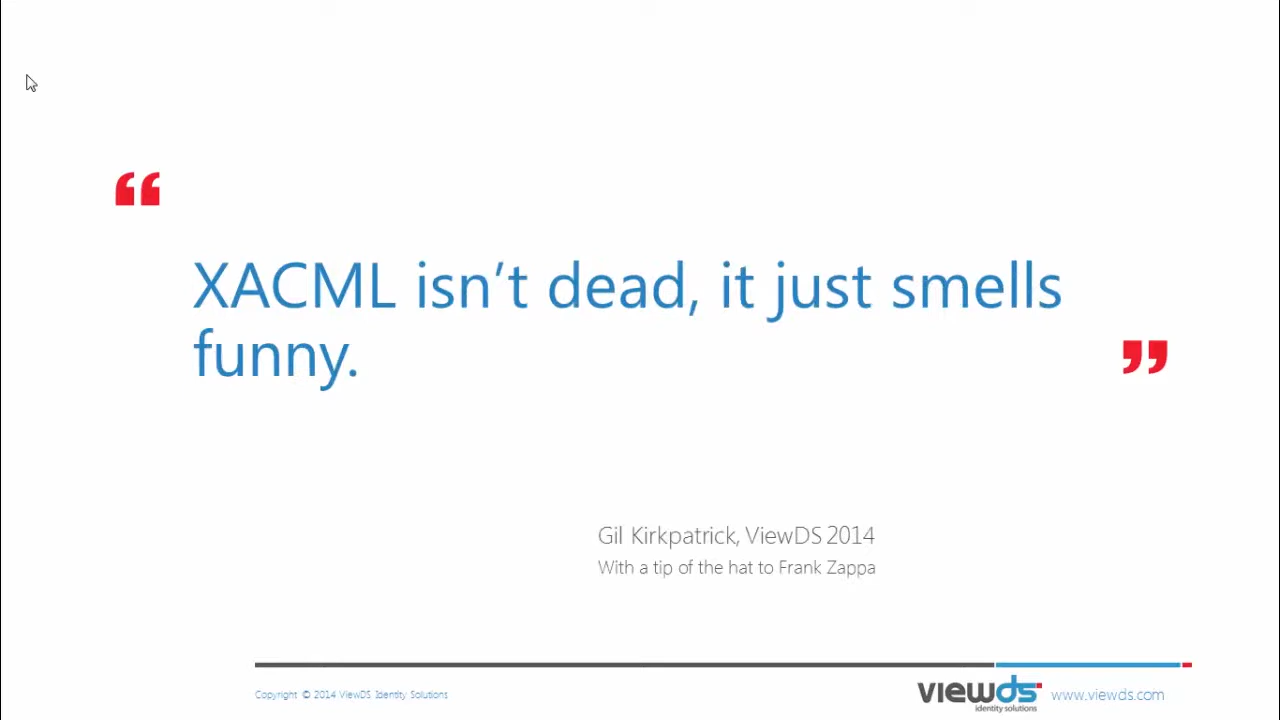 “
XACML isn’t dead, it just smells
funny.
”
Gil Kirkpatrick, ViewDS 2014
With a tip of the hat to Frank Zappa
Copyright © 2014 ViewDS Identity Solutions
viewds
identity solutions
www.viewds.com